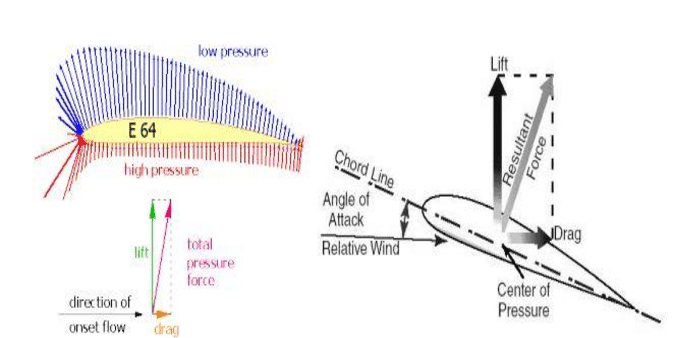 low pressure
E 64
high pressure
lift
total
pressure
force
direction of
onset flow
drag
Lift
Resultant
Force
Chord Line
Angle of
Attack
Relative Wind
Drag
Center of
Pressure